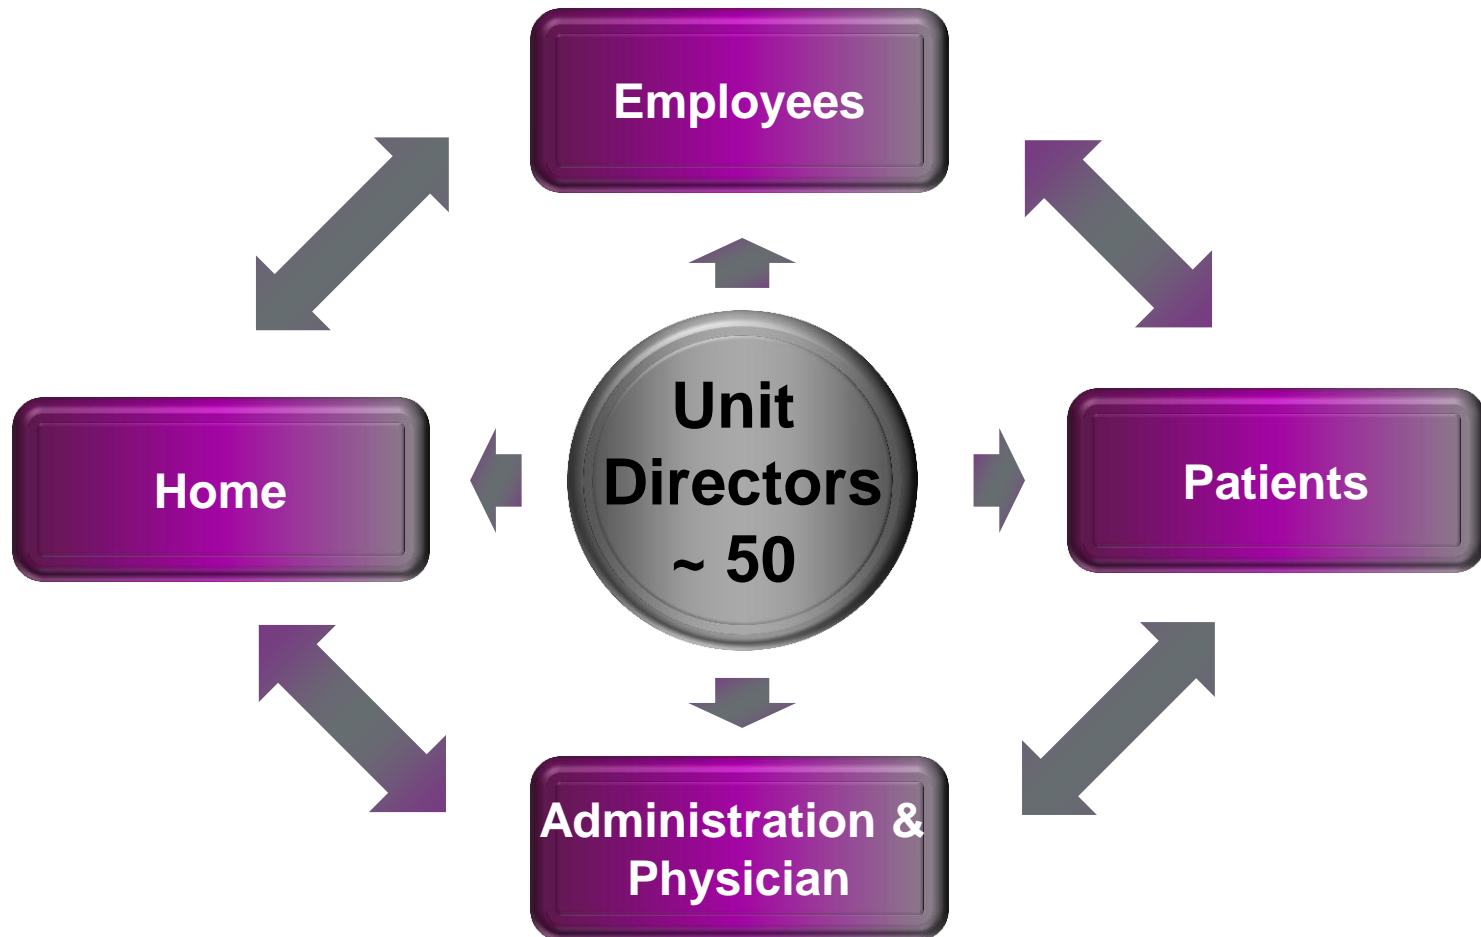 Employees
Unit
Directors
~ 50
Home
Patients
Administration &
Physician